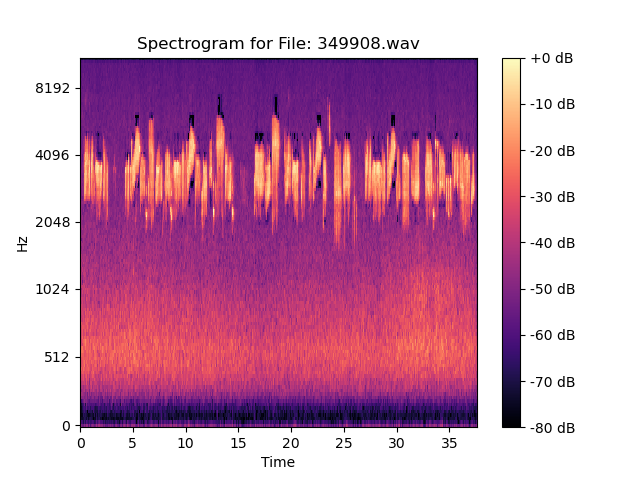 Spectrogram for File: 349908.wav
8192
4096
2048
1024
512
0
Hz
0 5 10 15 20 25 30 35
Time
+0 dB
-10 dB
-20 dB
-30 dB
-40 dB
-50 dB
-60 dB
-70 dB
-80 dB